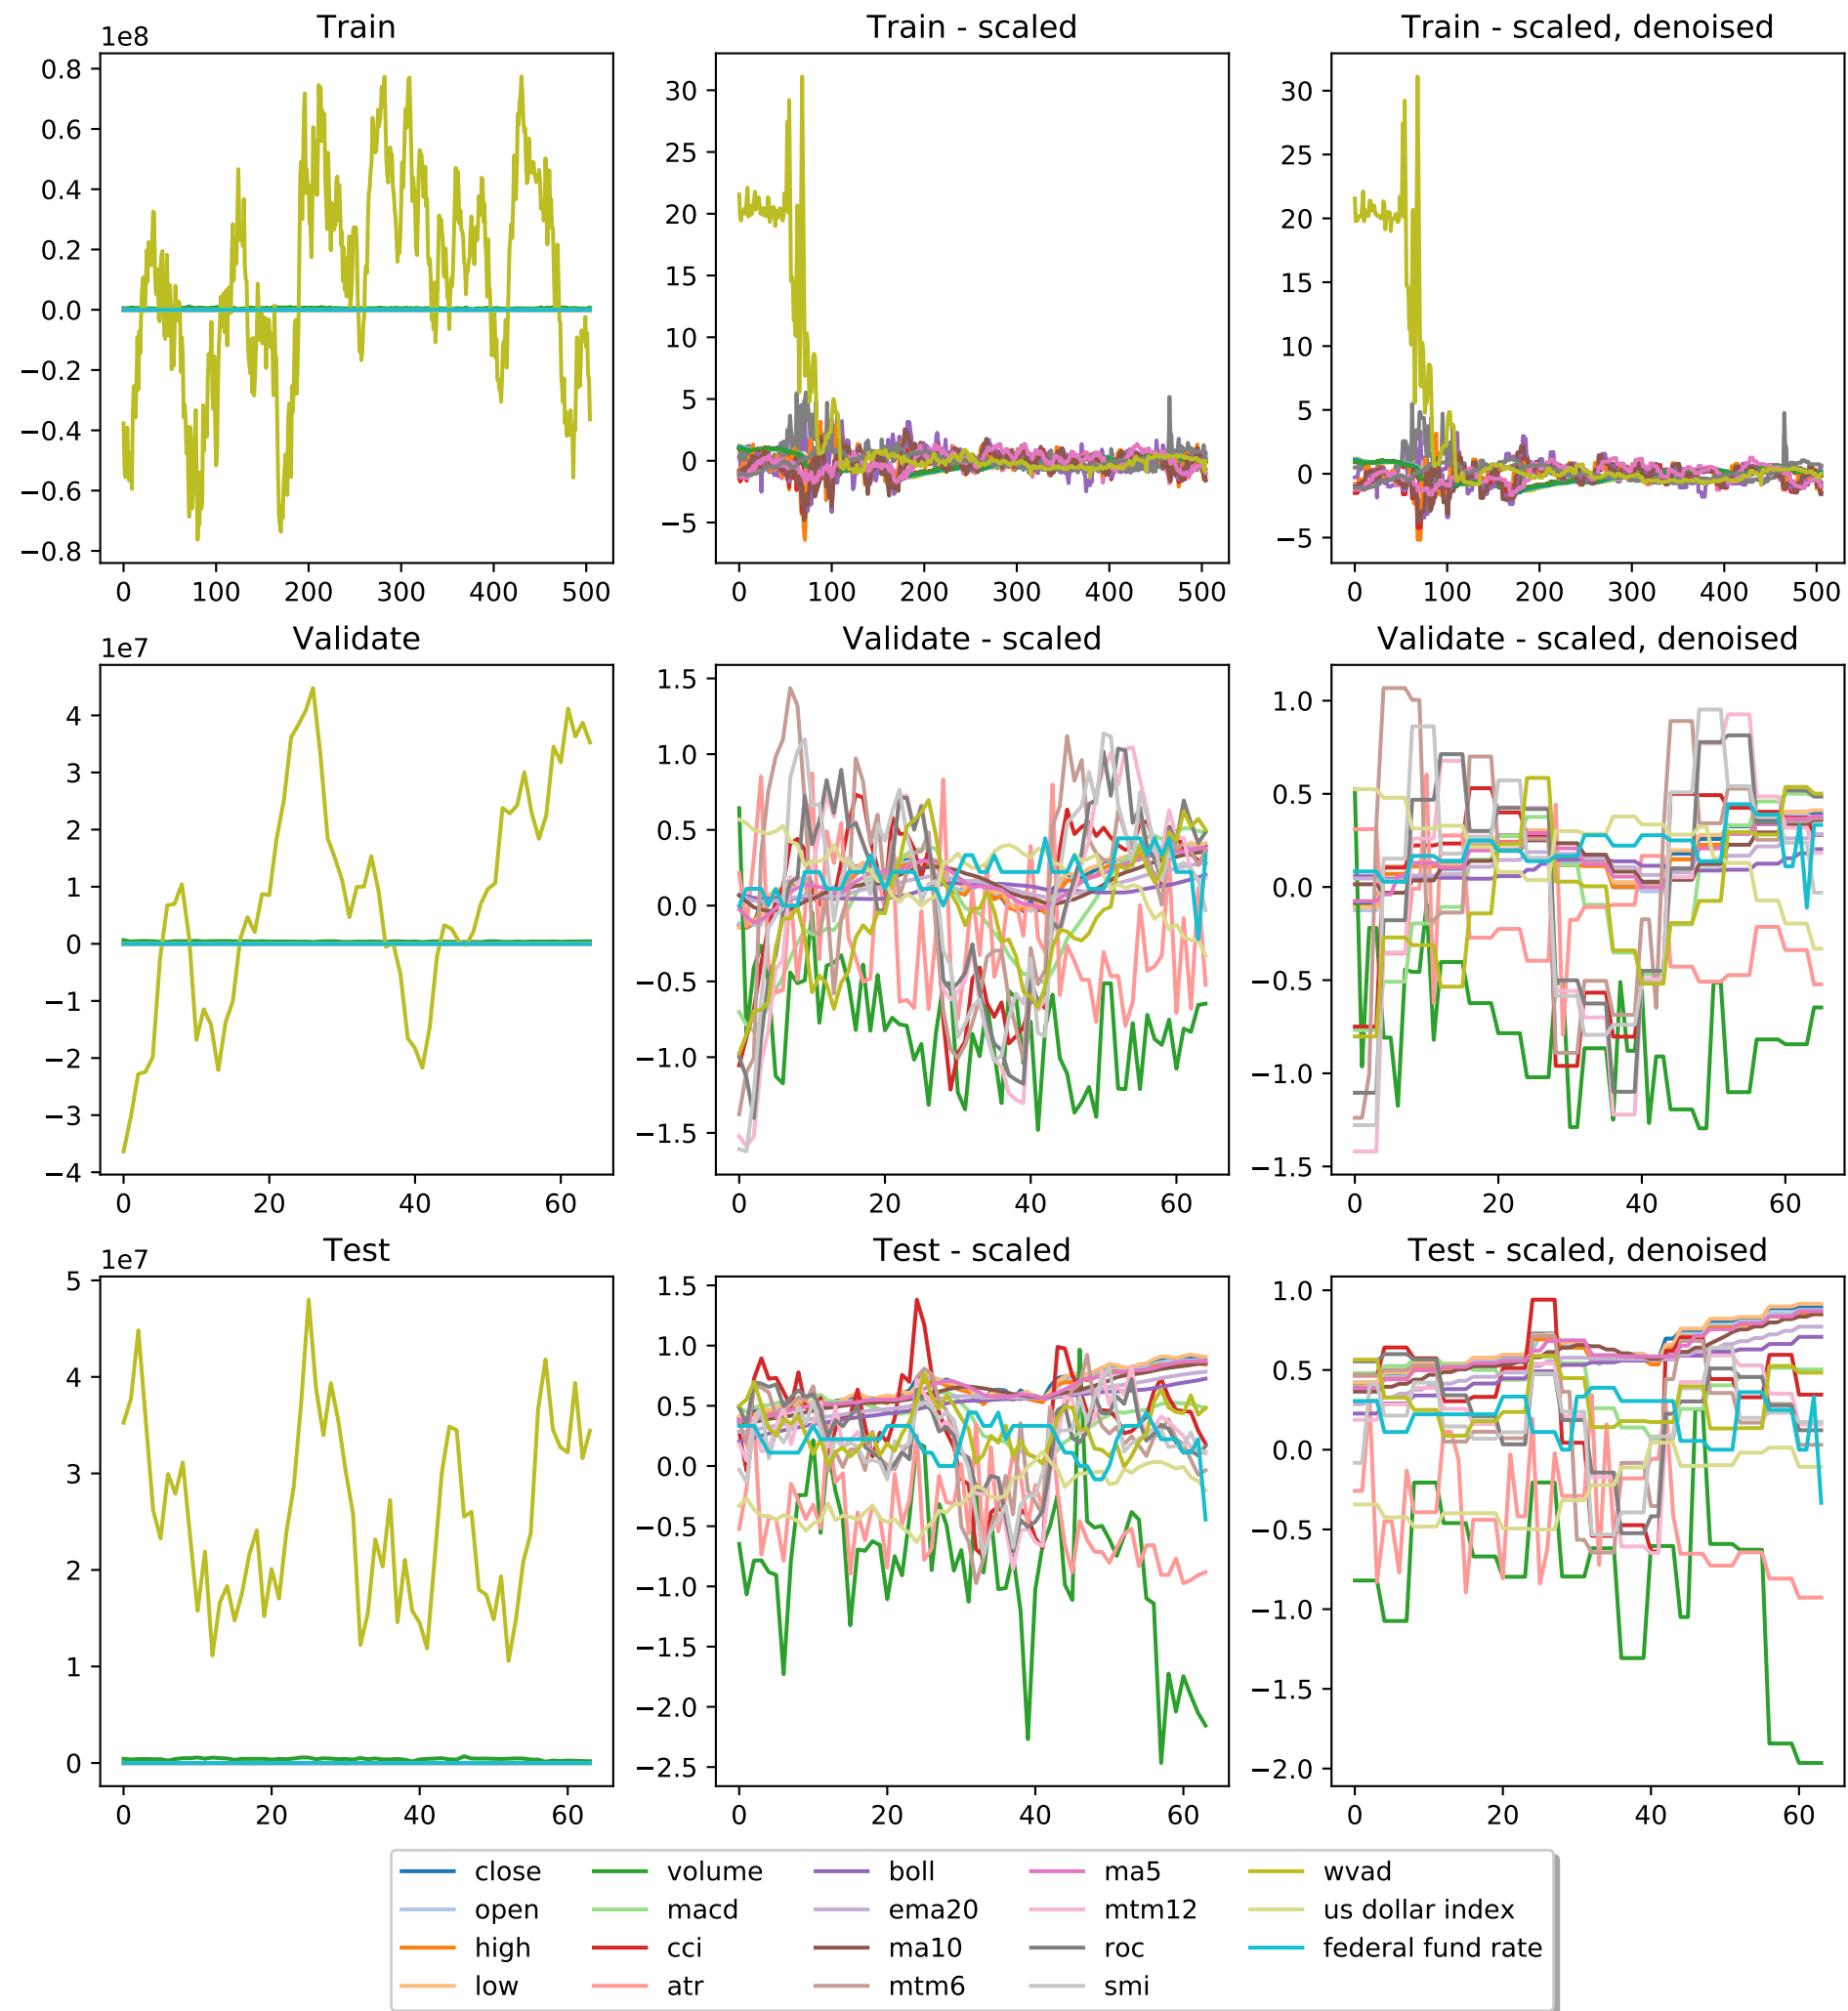 Train
Train - scaled
Train - scaled, denoised
1e8
0.8
0.6
0.4
0.2
0.0
−0.2
−0.4
−0.6
−0.8
0 100 200 300 400 500
30
25
20
15
10
5
0
−5
0 100 200 300 400 500
30
25
20
15
10
5
0
−5
0 100 200 300 400 500
Validate
Validate - scaled
Validate - scaled, denoised
1e7
4
3
2
1
0
−1
−2
−3
−4
0 20 40 60
1.5
1.0
0.5
0.0
−0.5
−1.0
−1.5
0 20 40 60
1.0
0.5
0.0
−0.5
−1.0
−1.5
0 20 40 60
Test
Test - scaled
Test - scaled, denoised
1e7
5
4
3
2
1
0
0 20 40 60
1.5
1.0
0.5
0.0
−0.5
−1.0
−1.5
−2.0
−2.5
0 20 40 60
1.0
0.5
0.0
−0.5
−1.0
−1.5
−2.0
0 20 40 60
close volume boll ma5 wvad
open macd ema20 mtm12 us dollar index
high cci ma10 roc federal fund rate
low atr mtm6 smi